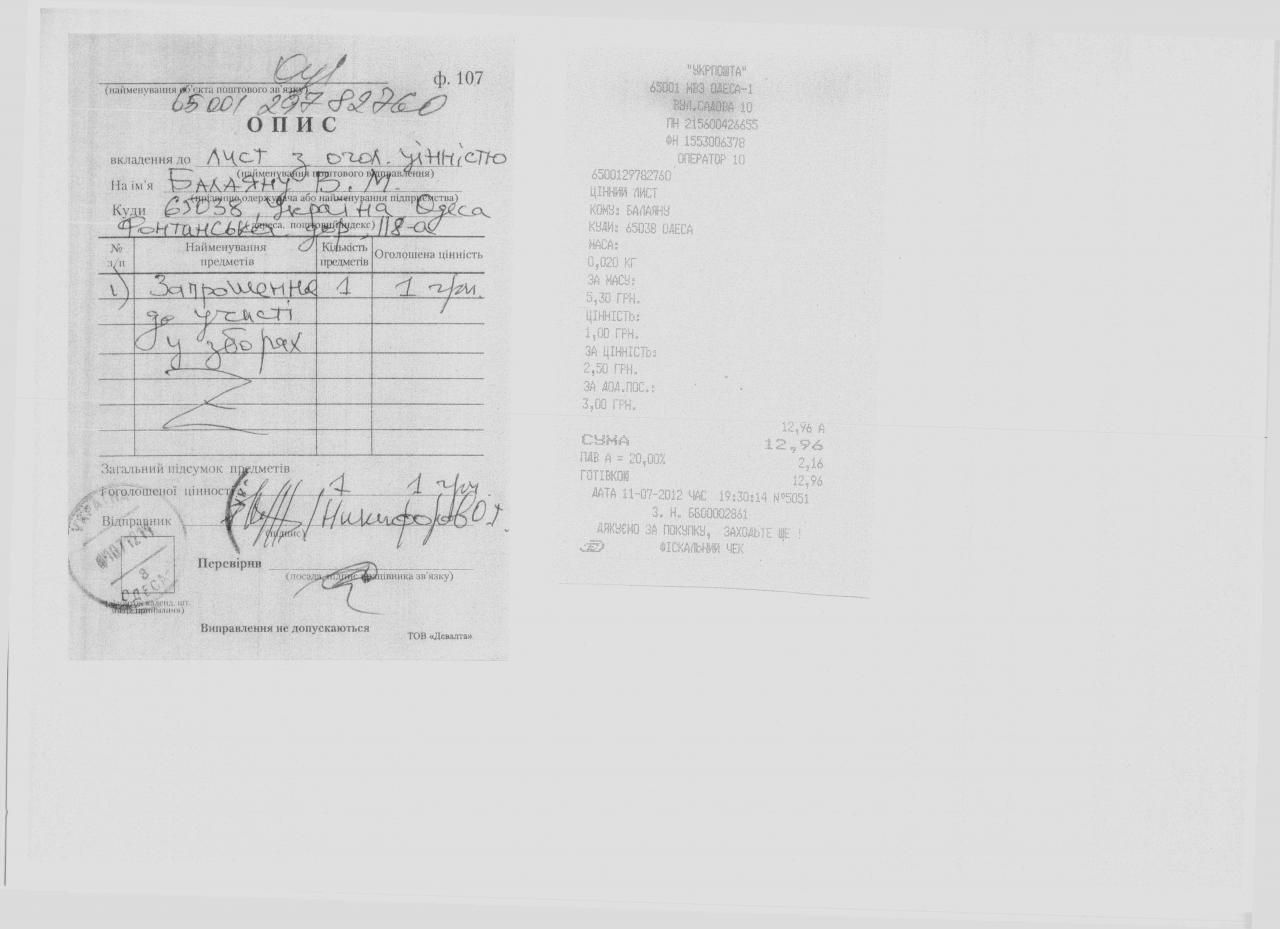 ф. 107
(найменування об'єкта поштового зв'язку)
65001 29782760
ОПИС
вкладення до лист з огол. цінністю
(найменування поштового відправлення)
На ім'я Балаяну В. М.
(прізвище одержувача або найменування підприємства)
Куди 65038, Україна Одеса
Фонтанська дор. 118-а
(адреса, поштовий індекс)
№ з/п Найменування предметів Кількість предметів Оголошена цінність
1) Запрошення 1 1 грн.
до участі
у зборах
Загальний підсумок предметів
і оголошеної цінності 1 1 грн.
Відправник /Никифоров О.
(підпис)
Перевірив
(посада, підпис працівника зв'язку)
УКРАЇНА
ОДЕСА
8
Виправлення не допускаються
ТОВ «Девалта»
"УКРПОШТА"
65001 МВЗ ОДЕСА-1
ВУЛ.САДОВА 10
ПН 215600426655
ФН 1553006378
ОПЕРАТОР 10
6500129782760
ЦІННИЙ ЛИСТ
КОМУ: БАЛАЯНУ
КУДИ: 65038 ОДЕСА
МАСА:
0,020 КГ
ЗА МАСУ:
5,30 ГРН.
ЦІННІСТЬ:
1,00 ГРН.
ЗА ЦІННІСТЬ:
2,50 ГРН.
ЗА ДОД.ПОС.:
3,00 ГРН.
12,96 А
СУМА 12,96
ПДВ А = 20,00% 2,16
ГОТІВКОЮ 12,96
ДАТА 11-07-2012 ЧАС 19:30:14 №5051
З. Н. ББ00002861
ДЯКУЄМО ЗА ПОКУПКУ, ЗАХОДЬТЕ ЩЕ !
ФІСКАЛЬНИЙ ЧЕК